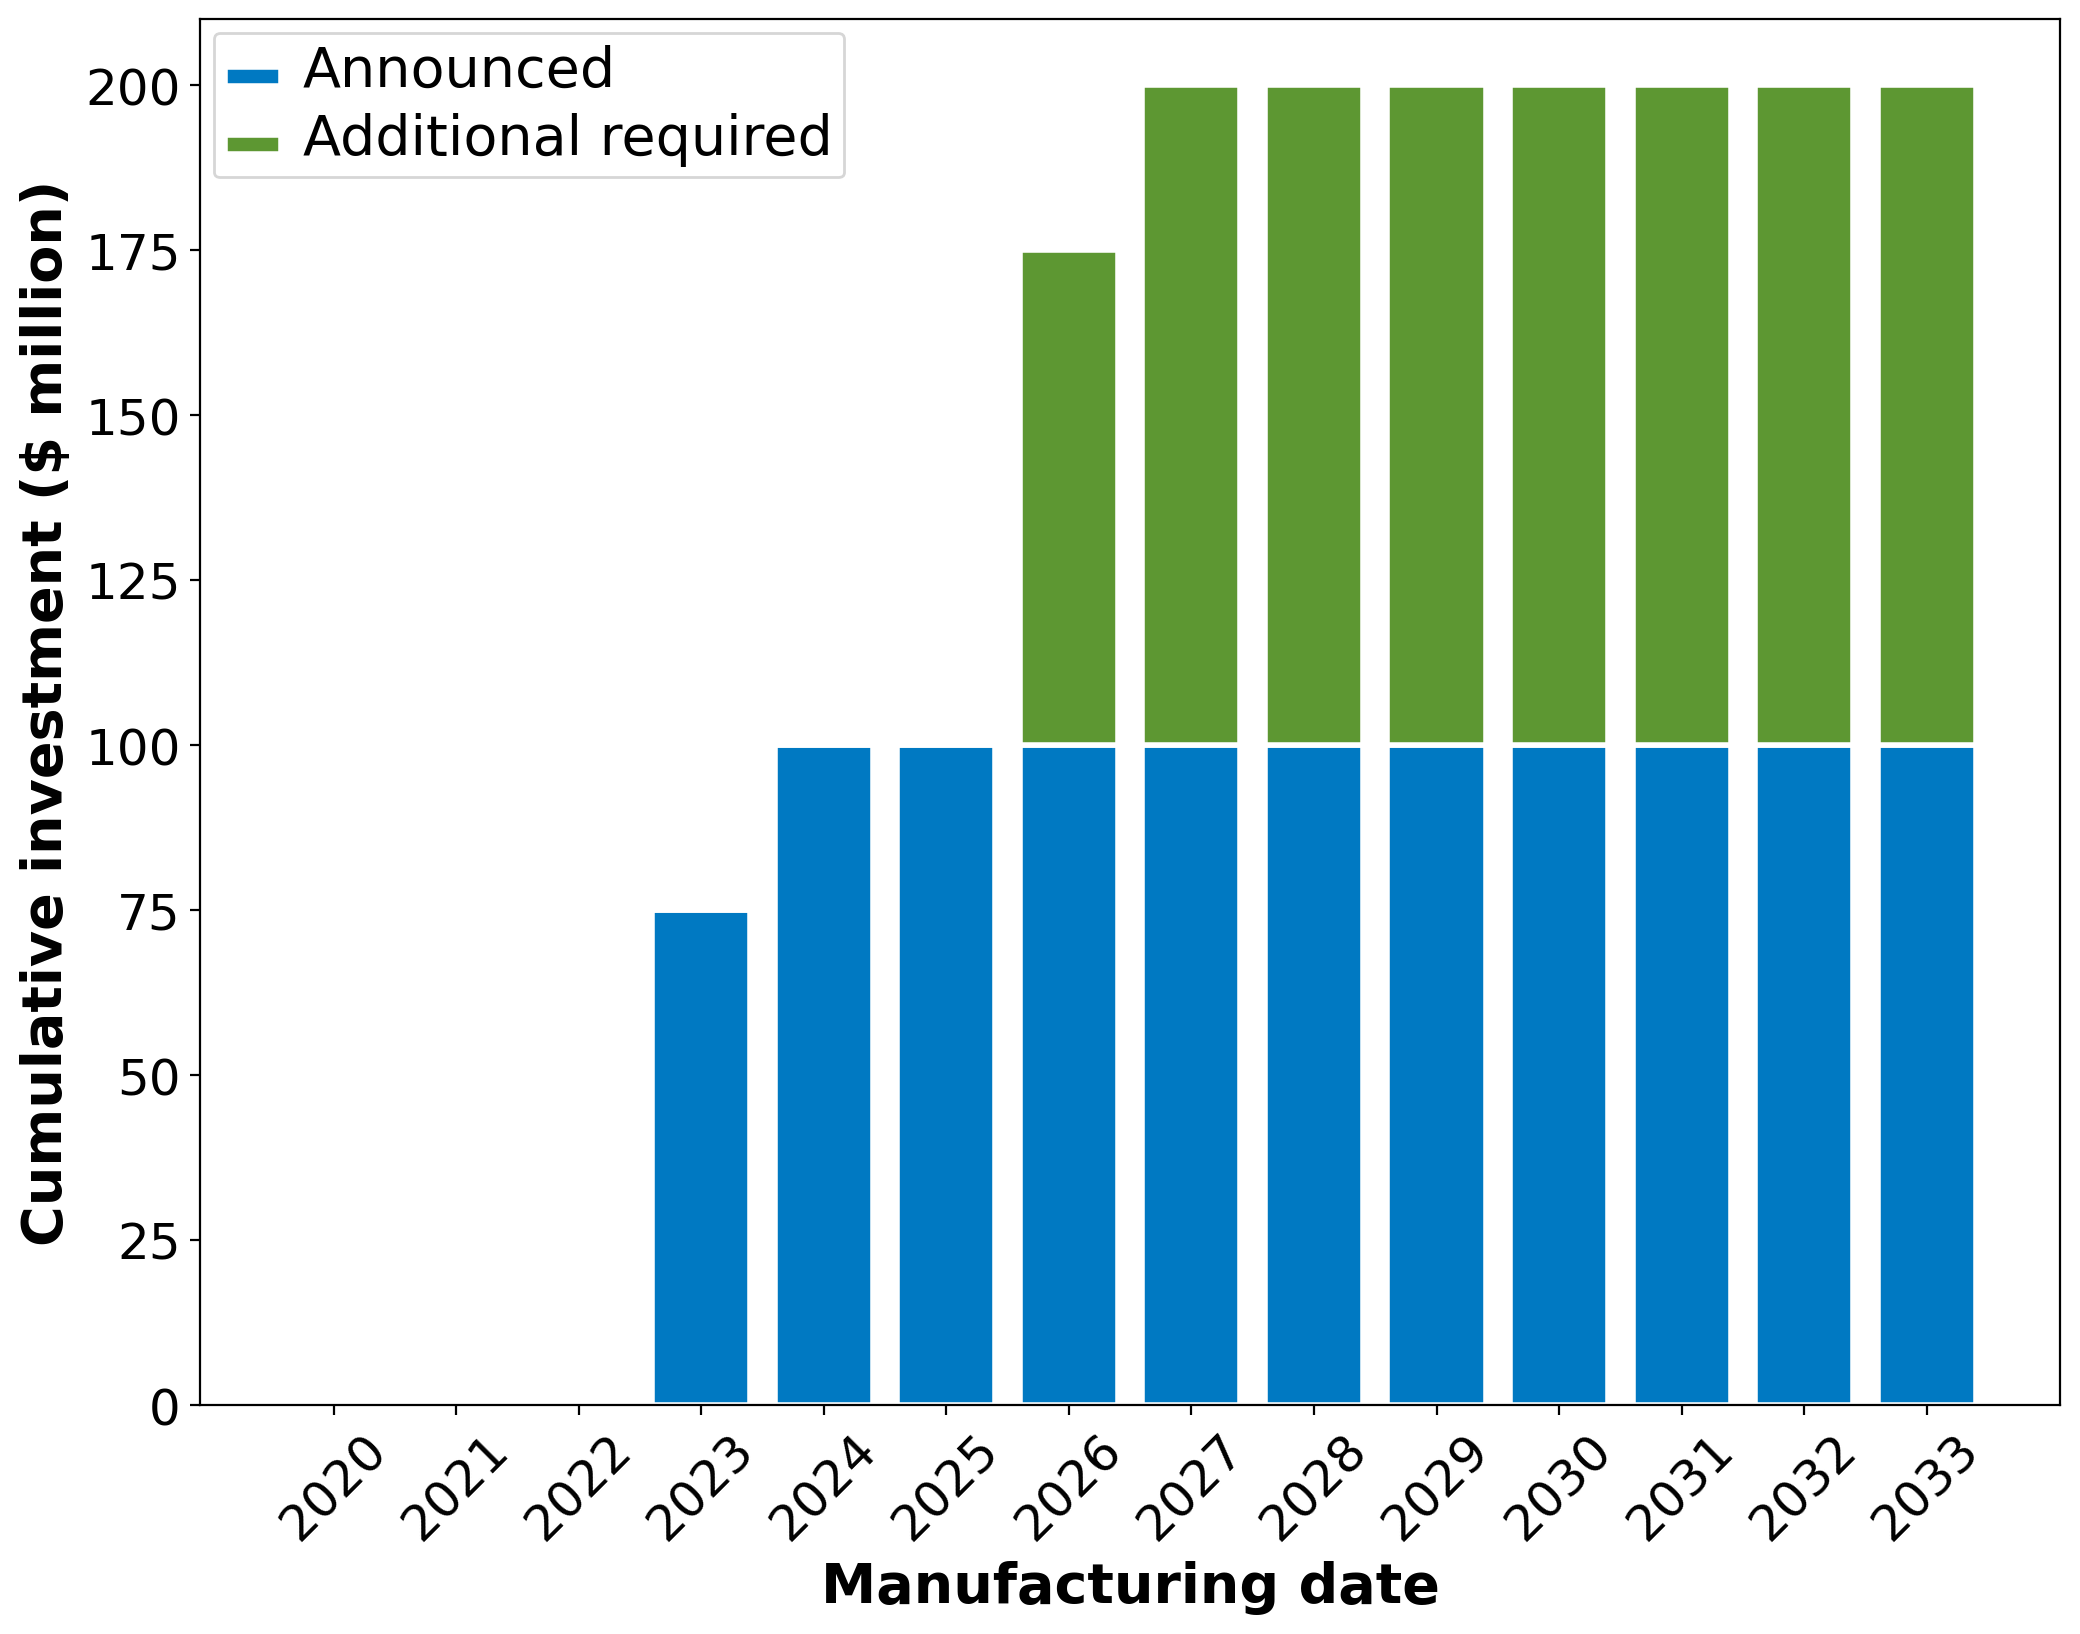 Announced
Additional required
Cumulative investment ($ million)
200
175
150
125
100
75
50
25
0
2020 2021 2022 2023 2024 2025 2026 2027 2028 2029 2030 2031 2032 2033
Manufacturing date